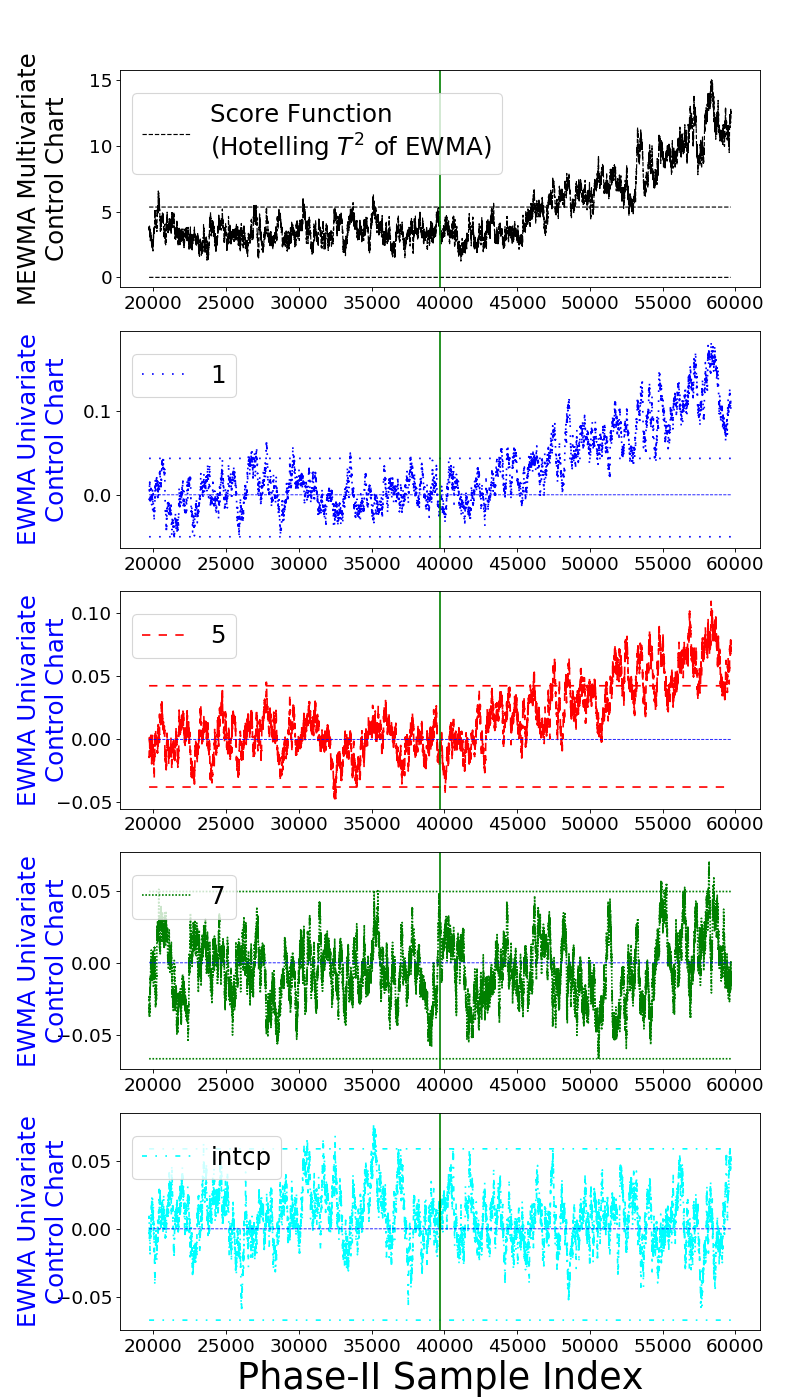 MEWMA Multivariate
Control Chart
15
10
5
0
Score Function
(Hotelling T² of EWMA)
20000 25000 30000 35000 40000 45000 50000 55000 60000
EWMA Univariate
Control Chart
0.1
0.0
1
20000 25000 30000 35000 40000 45000 50000 55000 60000
EWMA Univariate
Control Chart
0.10
0.05
0.00
−0.05
5
20000 25000 30000 35000 40000 45000 50000 55000 60000
EWMA Univariate
Control Chart
0.05
0.00
−0.05
7
20000 25000 30000 35000 40000 45000 50000 55000 60000
EWMA Univariate
Control Chart
0.05
0.00
−0.05
intcp
20000 25000 30000 35000 40000 45000 50000 55000 60000
Phase-II Sample Index